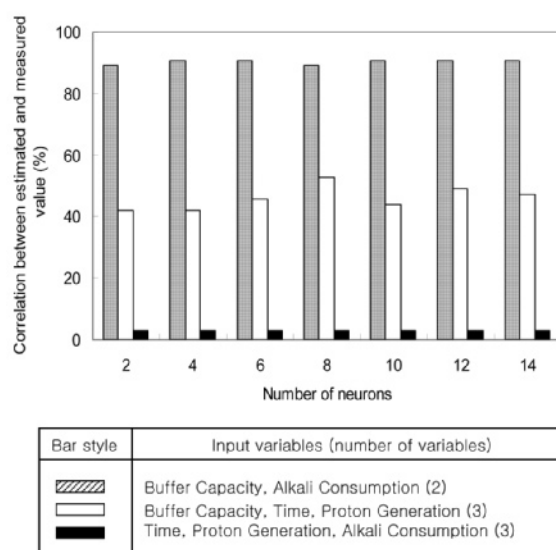 Correlation between estimated and measured
value (%)
100
80
60
40
20
0
2 4 6 8 10 12 14
Number of neurons
Bar style Input variables (number of variables)
Buffer Capacity, Alkali Consumption (2)
Buffer Capacity, Time, Proton Generation (3)
Time, Proton Generation, Alkali Consumption (3)